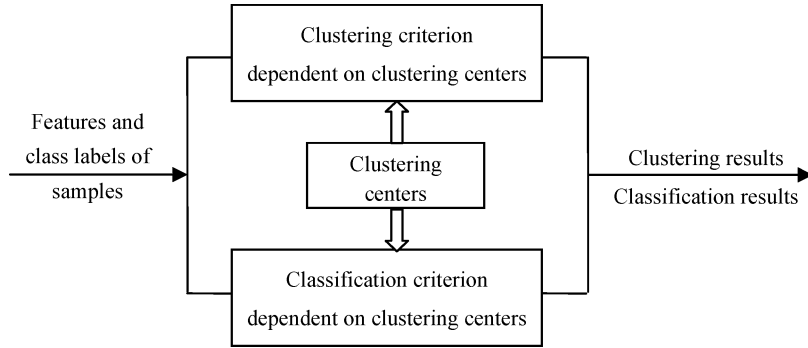 Clustering criterion
dependent on clustering centers
Features and
class labels of
samples
Clustering
centers
Clustering results
Classification results
Classification criterion
dependent on clustering centers